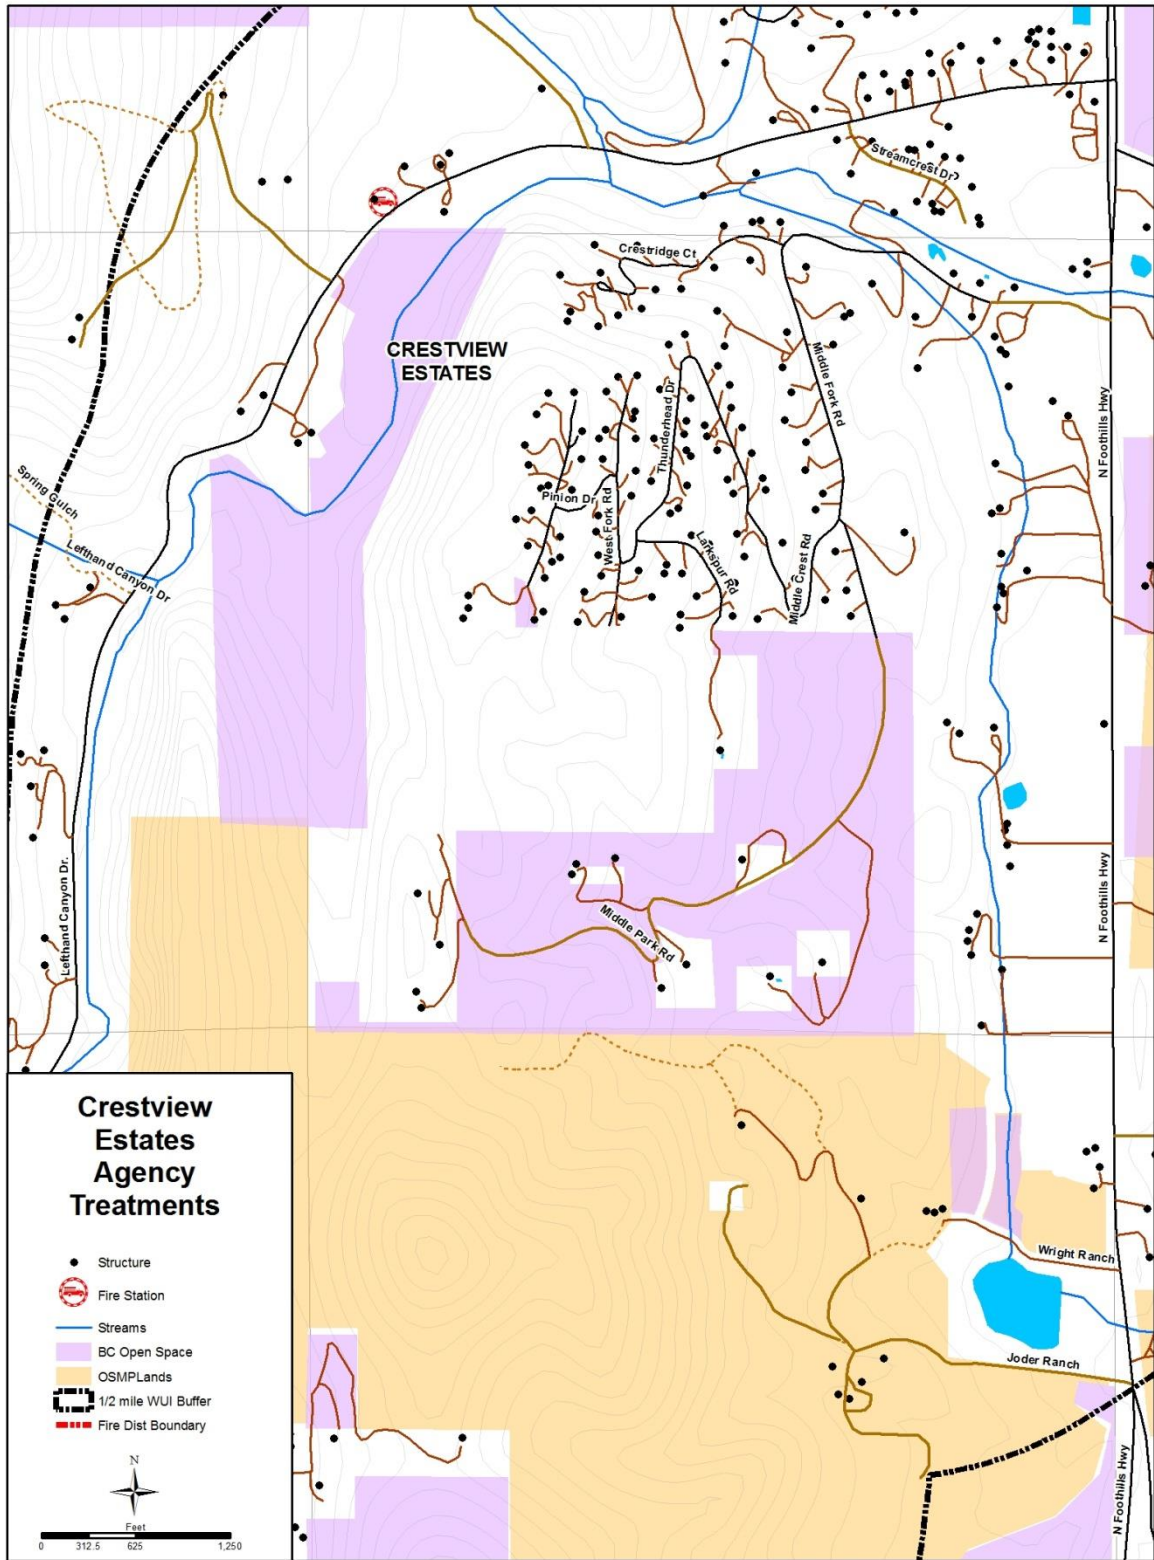 Streamcrest Dr
Crestridge Ct
CRESTVIEW
ESTATES
Middle Fork Rd
Thunderhead Dr
N Foothills Hwy
Spring Gulch
Pinion Dr
West Fork Rd
Larkspur Rd
Middle Crest Rd
Lefthand Canyon Dr
Lefthand Canyon Dr.
N Foothills Hwy
Middle Park Rd
Wright Ranch
Joder Ranch
N Foothills Hwy
Crestview
Estates
Agency
Treatments
Structure
Fire Station
Streams
BC Open Space
OSMPLands
1/2 mile WUI Buffer
Fire Dist Boundary
N
Feet
0 312.5 625 1,250